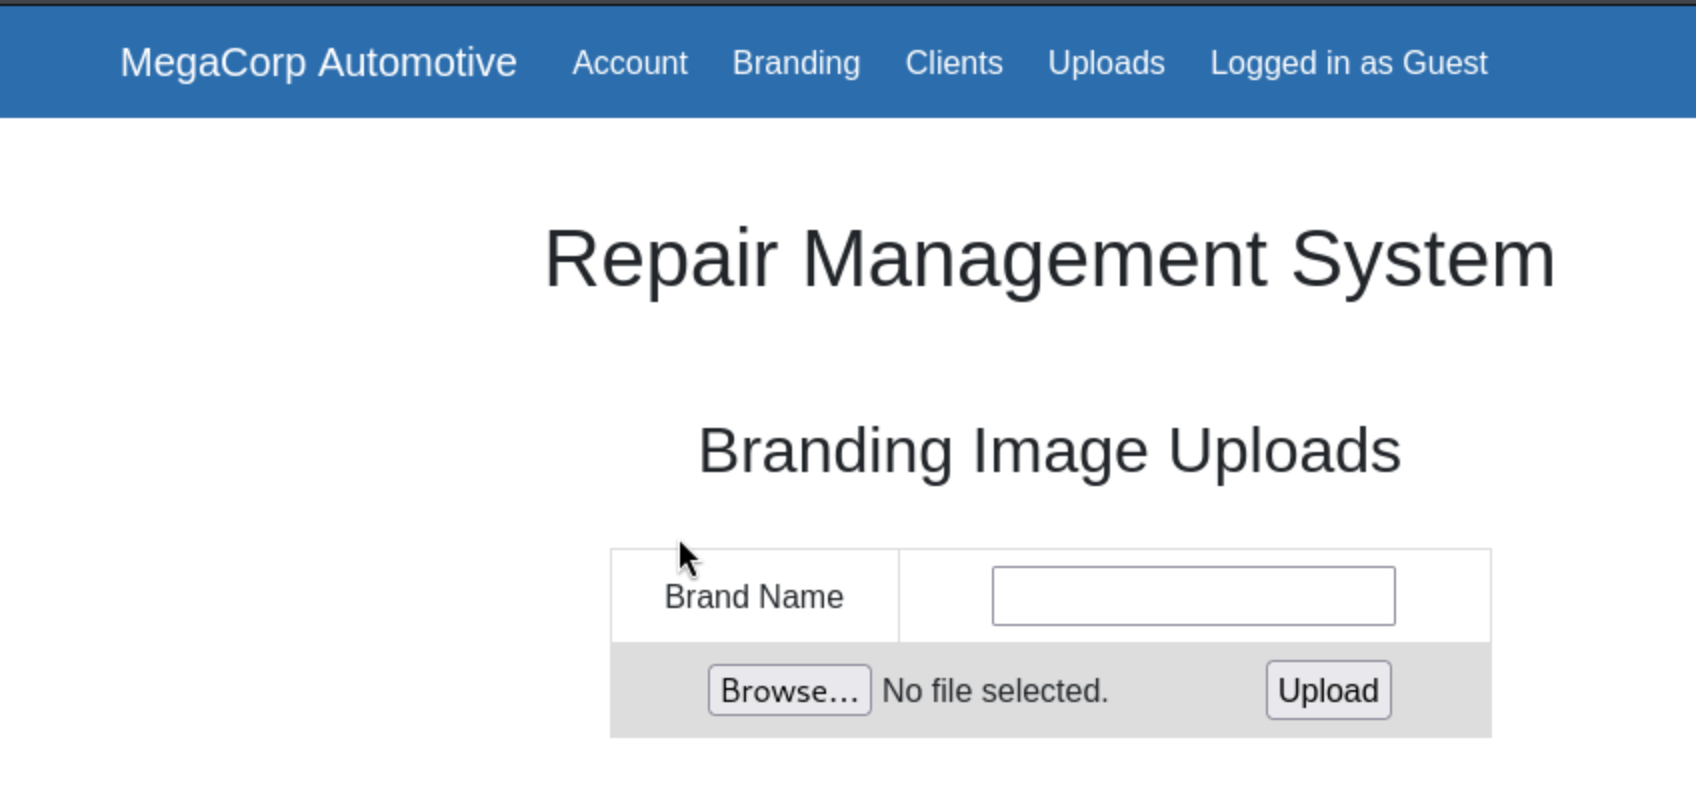 MegaCorp Automotive Account Branding Clients Uploads Logged in as Guest
Repair Management System
Branding Image Uploads
Brand Name
Browse... No file selected. Upload